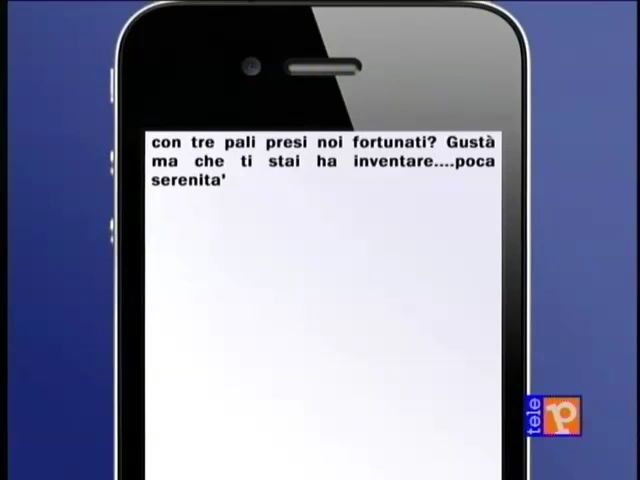 con tre pali presi noi fortunati? Gustà
ma che ti stai ha inventare....poca
serenita'
tele
p